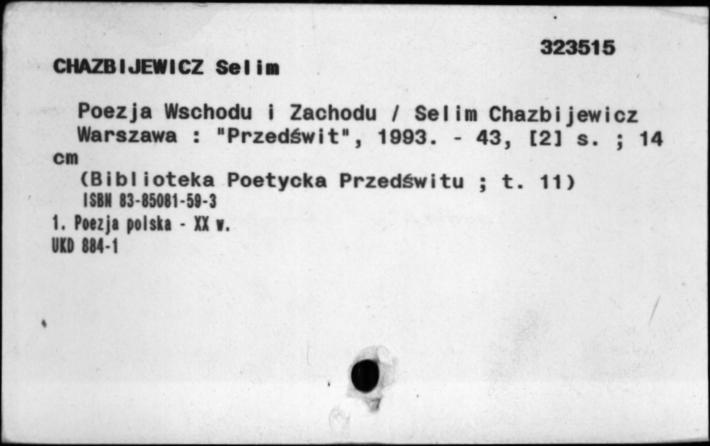 323515
CHAZBIJEWICZ Selim
Poezja Wschodu i Zachodu / Selim Chazbijewicz
Warszawa : "Przedświt", 1993. - 43, [2] s. ; 14
cm
(Biblioteka Poetycka Przedświtu ; t. 11)
ISBN 83-85081-59-3
1. Poezja polska - XX w.
UKD 884-1